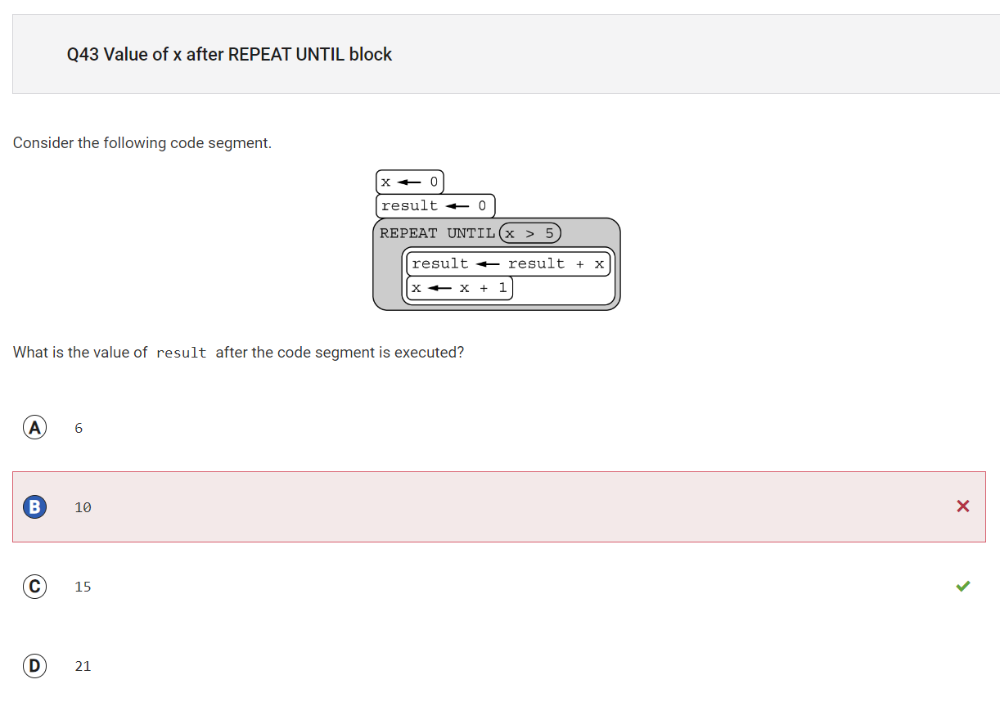 Q43 Value of x after REPEAT UNTIL block
Consider the following code segment.
x ← 0
result ← 0
REPEAT UNTIL x > 5
result ← result + x
x ← x + 1
What is the value of result after the code segment is executed?
A 6
B 10
C 15
D 21